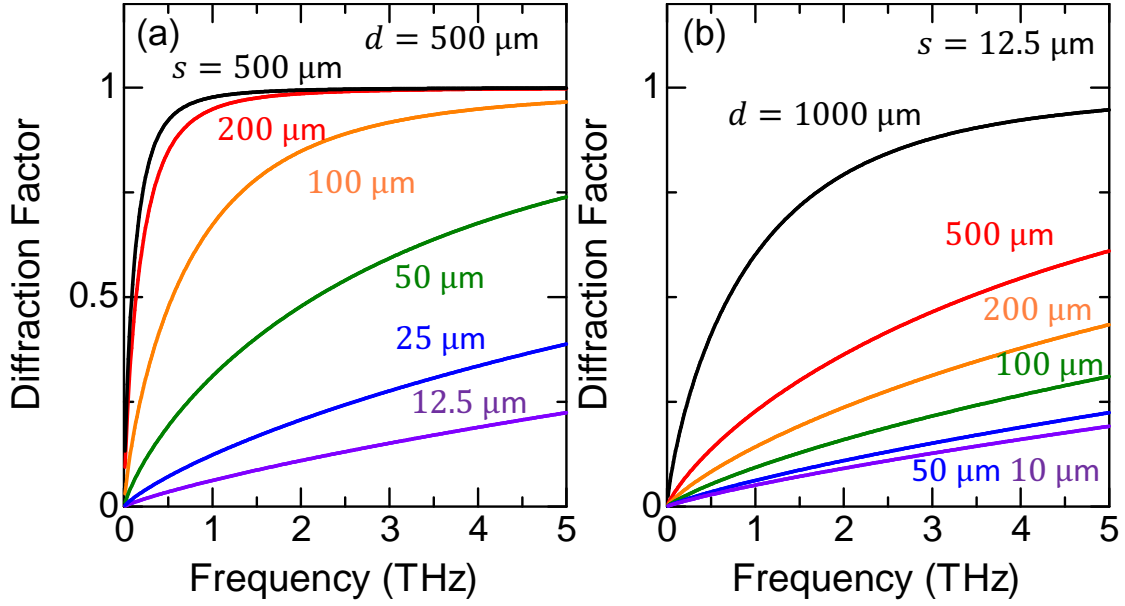 (a)
d = 500 μm
s = 500 μm
200 μm
100 μm
50 μm
25 μm
12.5 μm
1
0.5
0
0 1 2 3 4 5
Frequency (THz)
Diffraction Factor
(b)
s = 12.5 μm
d = 1000 μm
500 μm
200 μm
100 μm
50 μm 10 μm
1
0.5
0
0 1 2 3 4 5
Frequency (THz)
Diffraction Factor